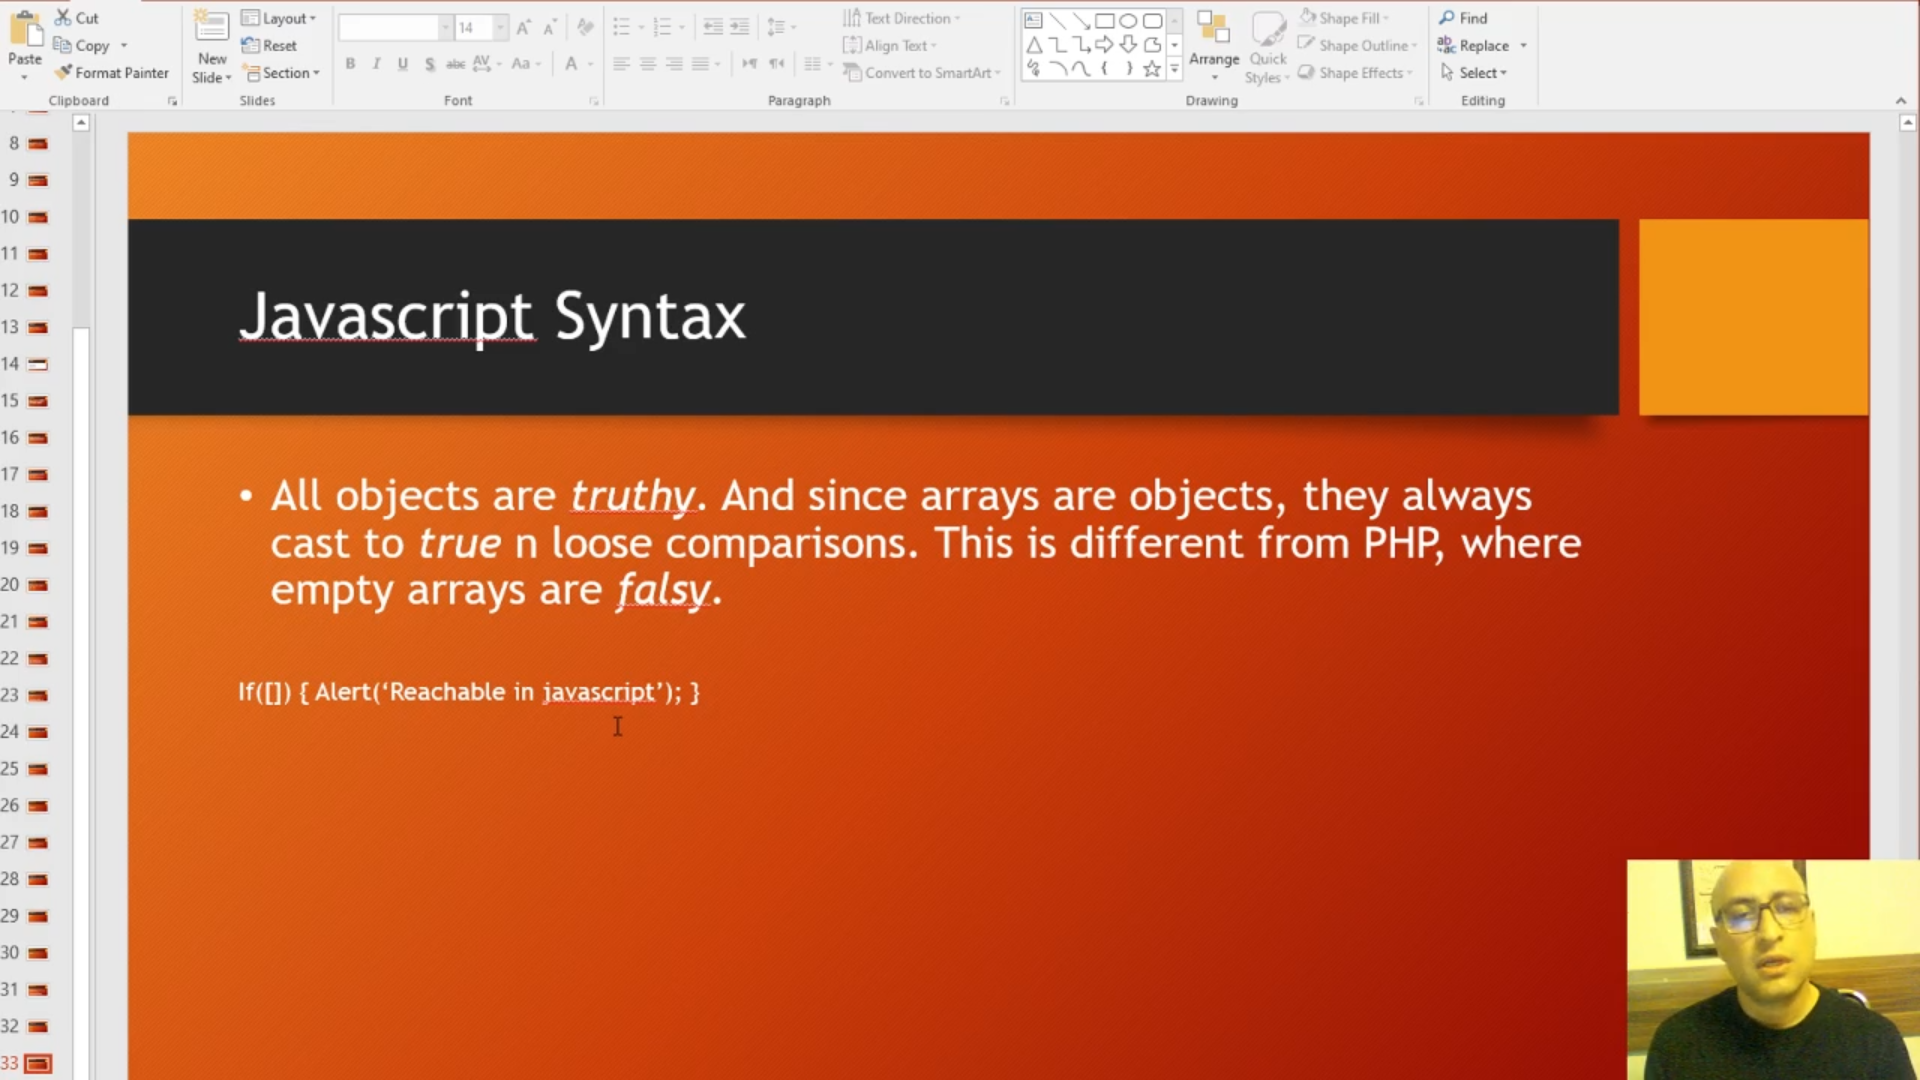 Cut
Copy
Format Painter
Paste
Clipboard
New
Slide
Layout
Reset
Section
Slides
14
A A
B I U S abc AV Aa A
Font
Text Direction
Align Text
Convert to SmartArt
Paragraph
Arrange
Quick
Styles
Shape Fill
Shape Outline
Shape Effects
Drawing
Find
Replace
Select
Editing
8
9
10
11
12
13
14
15
16
17
18
19
20
21
22
23
24
25
26
27
28
29
30
31
32
33
Javascript Syntax
• All objects are truthy. And since arrays are objects, they always
cast to true n loose comparisons. This is different from PHP, where
empty arrays are falsy.
If([]) { Alert(‘Reachable in javascript’); }